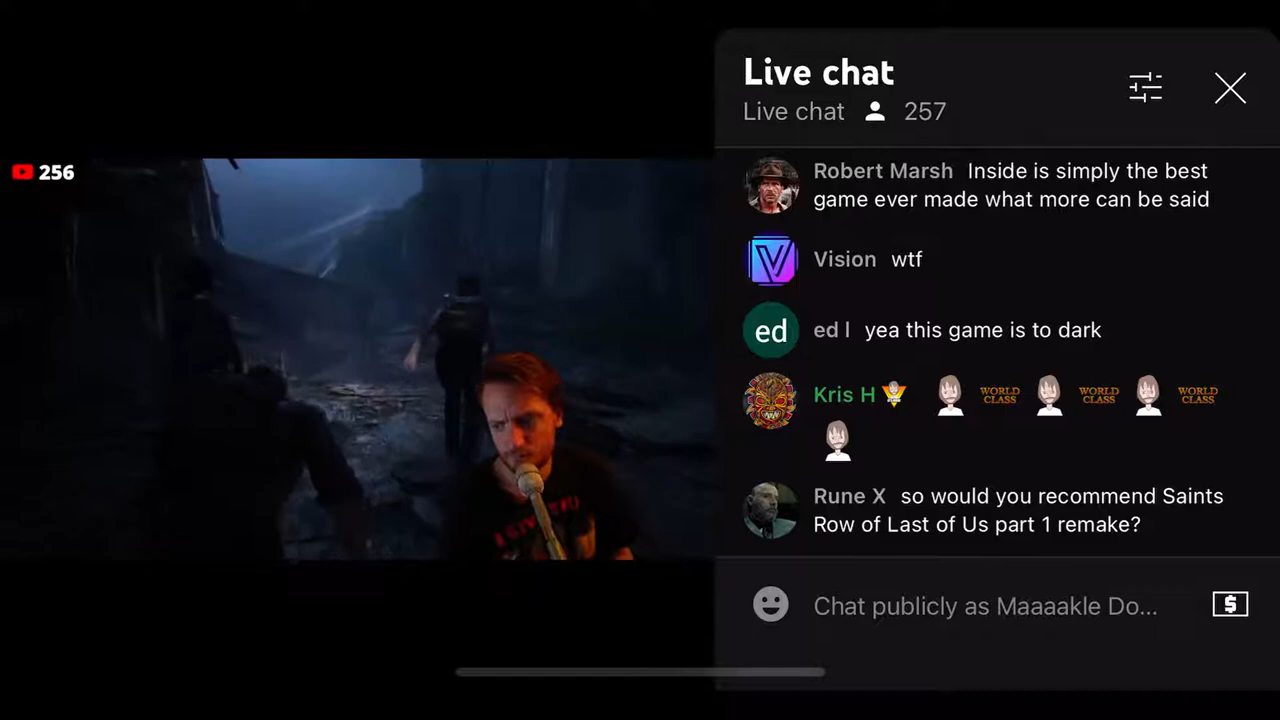 256
Live chat
Live chat 257
Robert Marsh Inside is simply the best
game ever made what more can be said
V
Vision wtf
ed
ed l yea this game is to dark
Kris H WORLD CLASS WORLD CLASS WORLD CLASS
Rune X so would you recommend Saints
Row of Last of Us part 1 remake?
Chat publicly as Maaaakle Do...
$